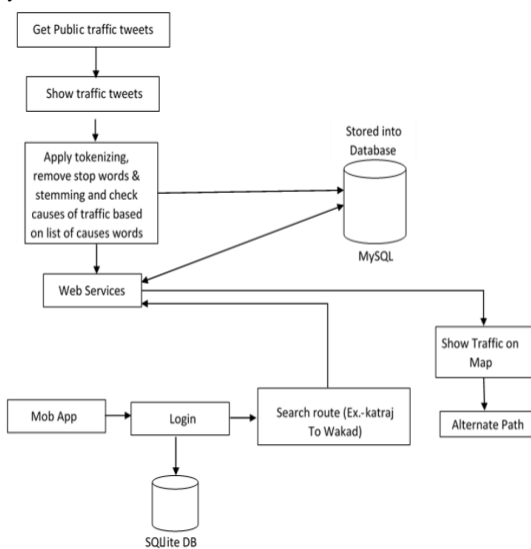 Get Public traffic tweets
Show traffic tweets
Apply tokenizing,
remove stop words &
stemming and check
causes of traffic based
on list of causes words
Stored into
Database
MySQL
Web Services
Show Traffic on
Map
Alternate Path
Mob App
Login
Search route (Ex.-katraj
To Wakad)
SQLlite DB